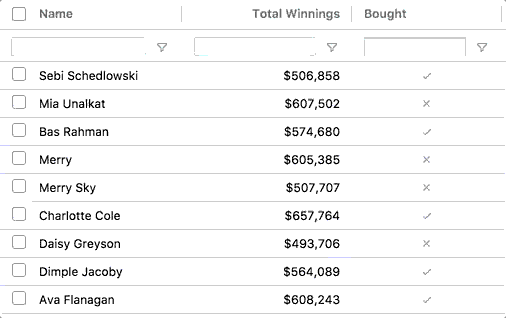 Name Total Winnings Bought
Sebi Schedlowski $506,858
Mia Unalkat $607,502
Bas Rahman $574,680
Merry $605,385
Merry Sky $507,707
Charlotte Cole $657,764
Daisy Greyson $493,706
Dimple Jacoby $564,089
Ava Flanagan $608,243